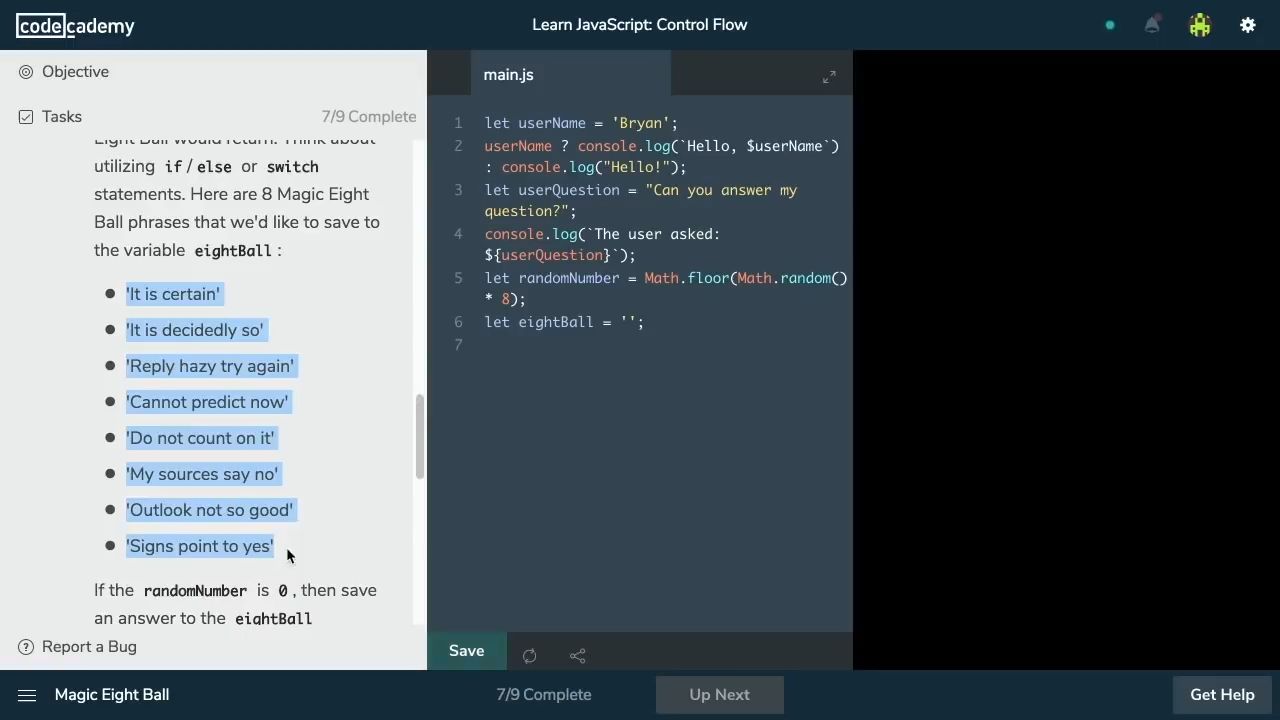 codecademy
Learn JavaScript: Control Flow
Objective
Tasks
7/9 Complete
Eight Ball would return. Think about
utilizing if / else or switch
statements. Here are 8 Magic Eight
Ball phrases that we'd like to save to
the variable eightBall :
'It is certain'
'It is decidedly so'
'Reply hazy try again'
'Cannot predict now'
'Do not count on it'
'My sources say no'
'Outlook not so good'
'Signs point to yes'
If the randomNumber is 0 , then save
an answer to the eightBall
Report a Bug
main.js
1 let userName = 'Bryan';
2 userName ? console.log(`Hello, $userName`)
: console.log("Hello!");
3 let userQuestion = "Can you answer my
question?";
4 console.log(`The user asked:
${userQuestion}`);
5 let randomNumber = Math.floor(Math.random()
* 8);
6 let eightBall = '';
7
Save
Magic Eight Ball
7/9 Complete
Up Next
Get Help